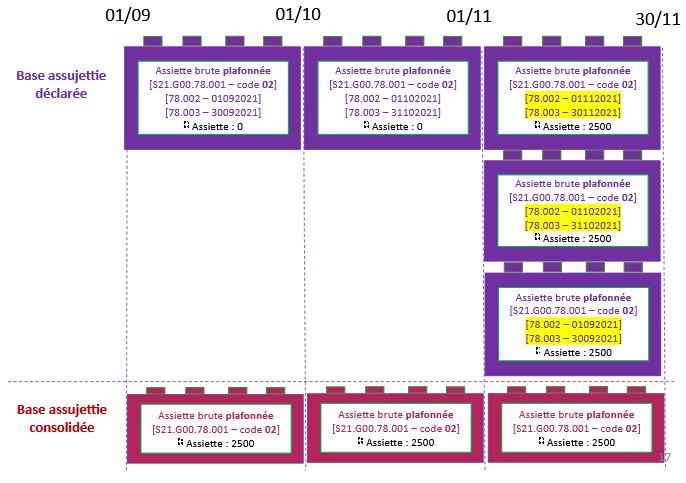 01/09
01/10
01/11
30/11
Base assujettie
déclarée
Assiette brute plafonnée
[S21.G00.78.001 – code 02]
[78.002 – 01092021]
[78.003 – 30092021]
Assiette : 0
Assiette brute plafonnée
[S21.G00.78.001 – code 02]
[78.002 – 01102021]
[78.003 – 31102021]
Assiette : 0
Assiette brute plafonnée
[S21.G00.78.001 – code 02]
[78.002 – 01112021]
[78.003 – 30112021]
Assiette : 2500
Assiette brute plafonnée
[S21.G00.78.001 – code 02]
[78.002 – 01102021]
[78.003 – 31102021]
Assiette : 2500
Assiette brute plafonnée
[S21.G00.78.001 – code 02]
[78.002 – 01092021]
[78.003 – 30092021]
Assiette : 2500
Base assujettie
consolidée
Assiette brute plafonnée
[S21.G00.78.001 – code 02]
Assiette : 2500
Assiette brute plafonnée
[S21.G00.78.001 – code 02]
Assiette : 2500
Assiette brute plafonnée
[S21.G00.78.001 – code 02]
Assiette : 2500